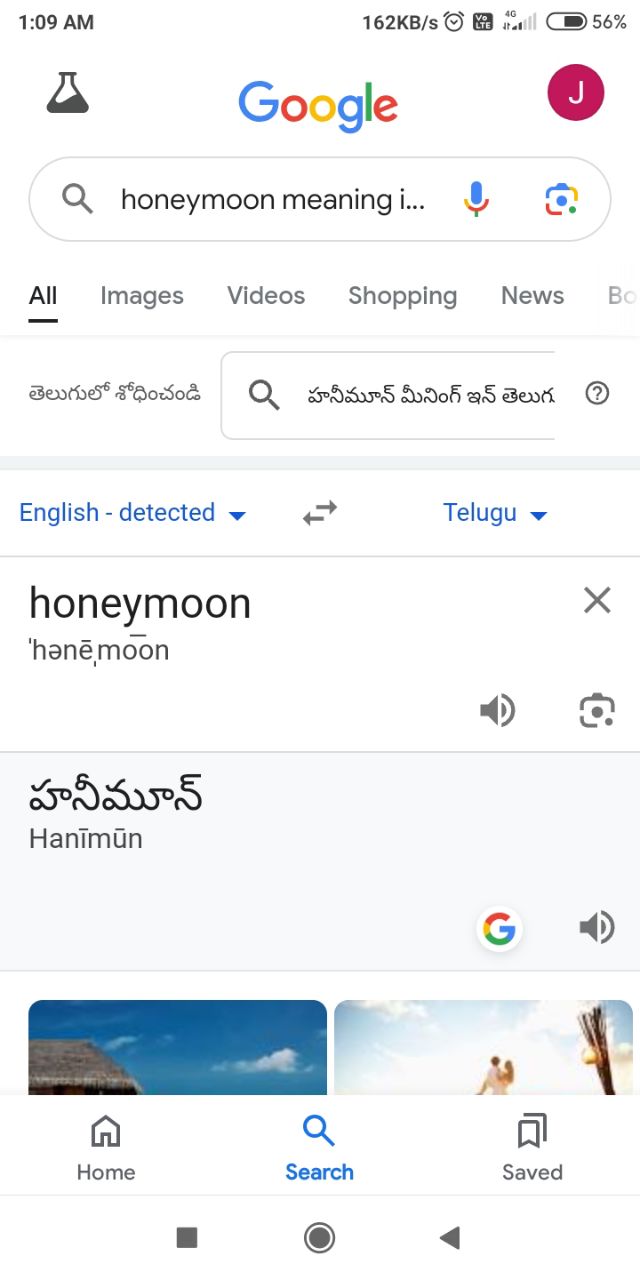 1:09 AM 162KB/s Vo LTE 4G 56%
Google
J
honeymoon meaning i...
All Images Videos Shopping News Bo
తెలుగులో శోధించండి హనీమూన్ మీనింగ్ ఇన్ తెలుగు
English - detected Telugu
honeymoon
ˈhənēˌmo͞on
హనీమూన్
Hanīmūn
Home Search Saved